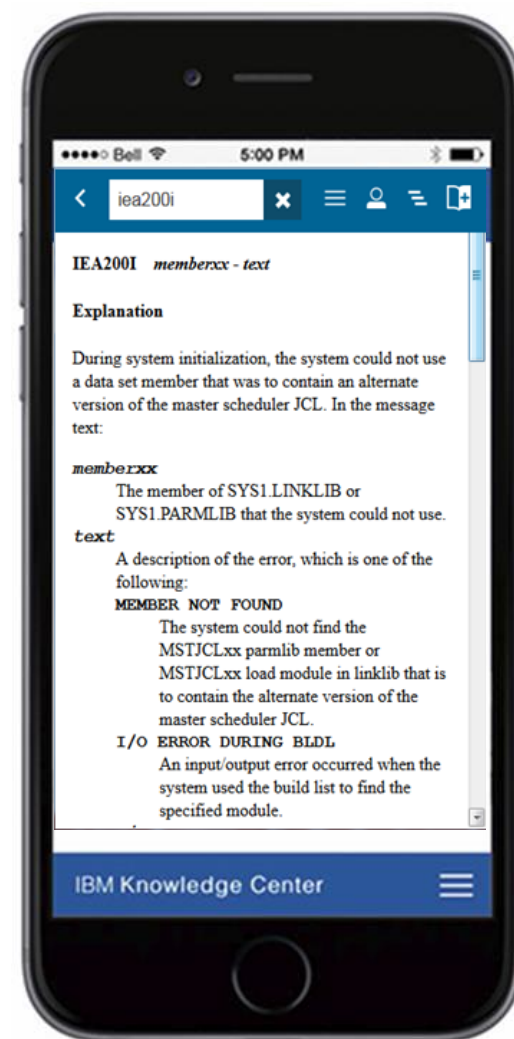 Bell 5:00 PM
iea200i
IEA200I memberxx - text
Explanation
During system initialization, the system could not use
a data set member that was to contain an alternate
version of the master scheduler JCL. In the message
text:
memberxx
The member of SYS1.LINKLIB or
SYS1.PARMLIB that the system could not use.
text
A description of the error, which is one of the
following:
MEMBER NOT FOUND
The system could not find the
MSTJCLxx parmlib member or
MSTJCLxx load module in linklib that is
to contain the alternate version of the
master scheduler JCL.
I/O ERROR DURING BLDL
An input/output error occurred when the
system used the build list to find the
specified module.
IBM Knowledge Center